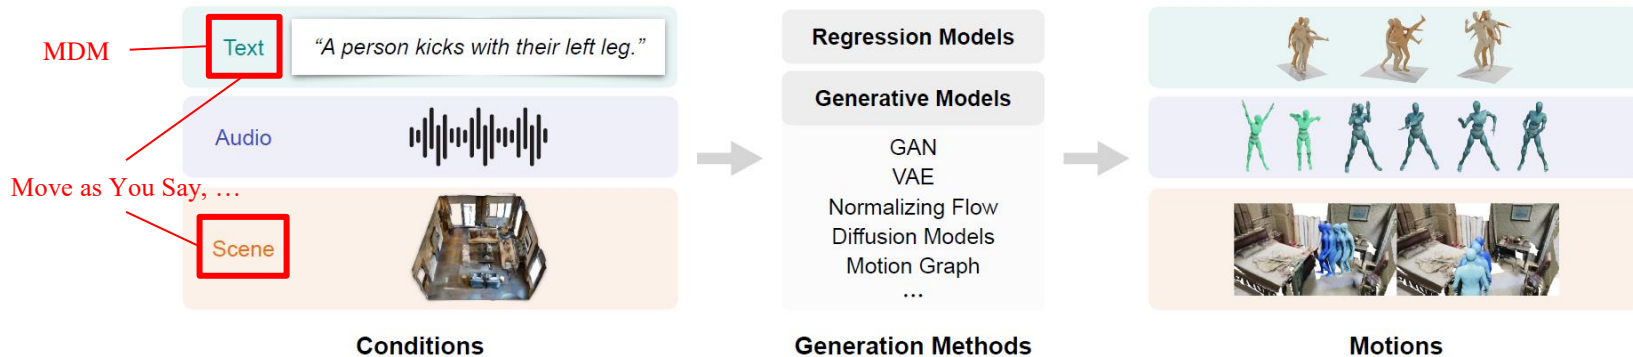 MDM
Text
“A person kicks with their left leg.”
Audio
Move as You Say, …
Scene
Conditions
Regression Models
Generative Models
GAN
VAE
Normalizing Flow
Diffusion Models
Motion Graph
...
Generation Methods
Motions